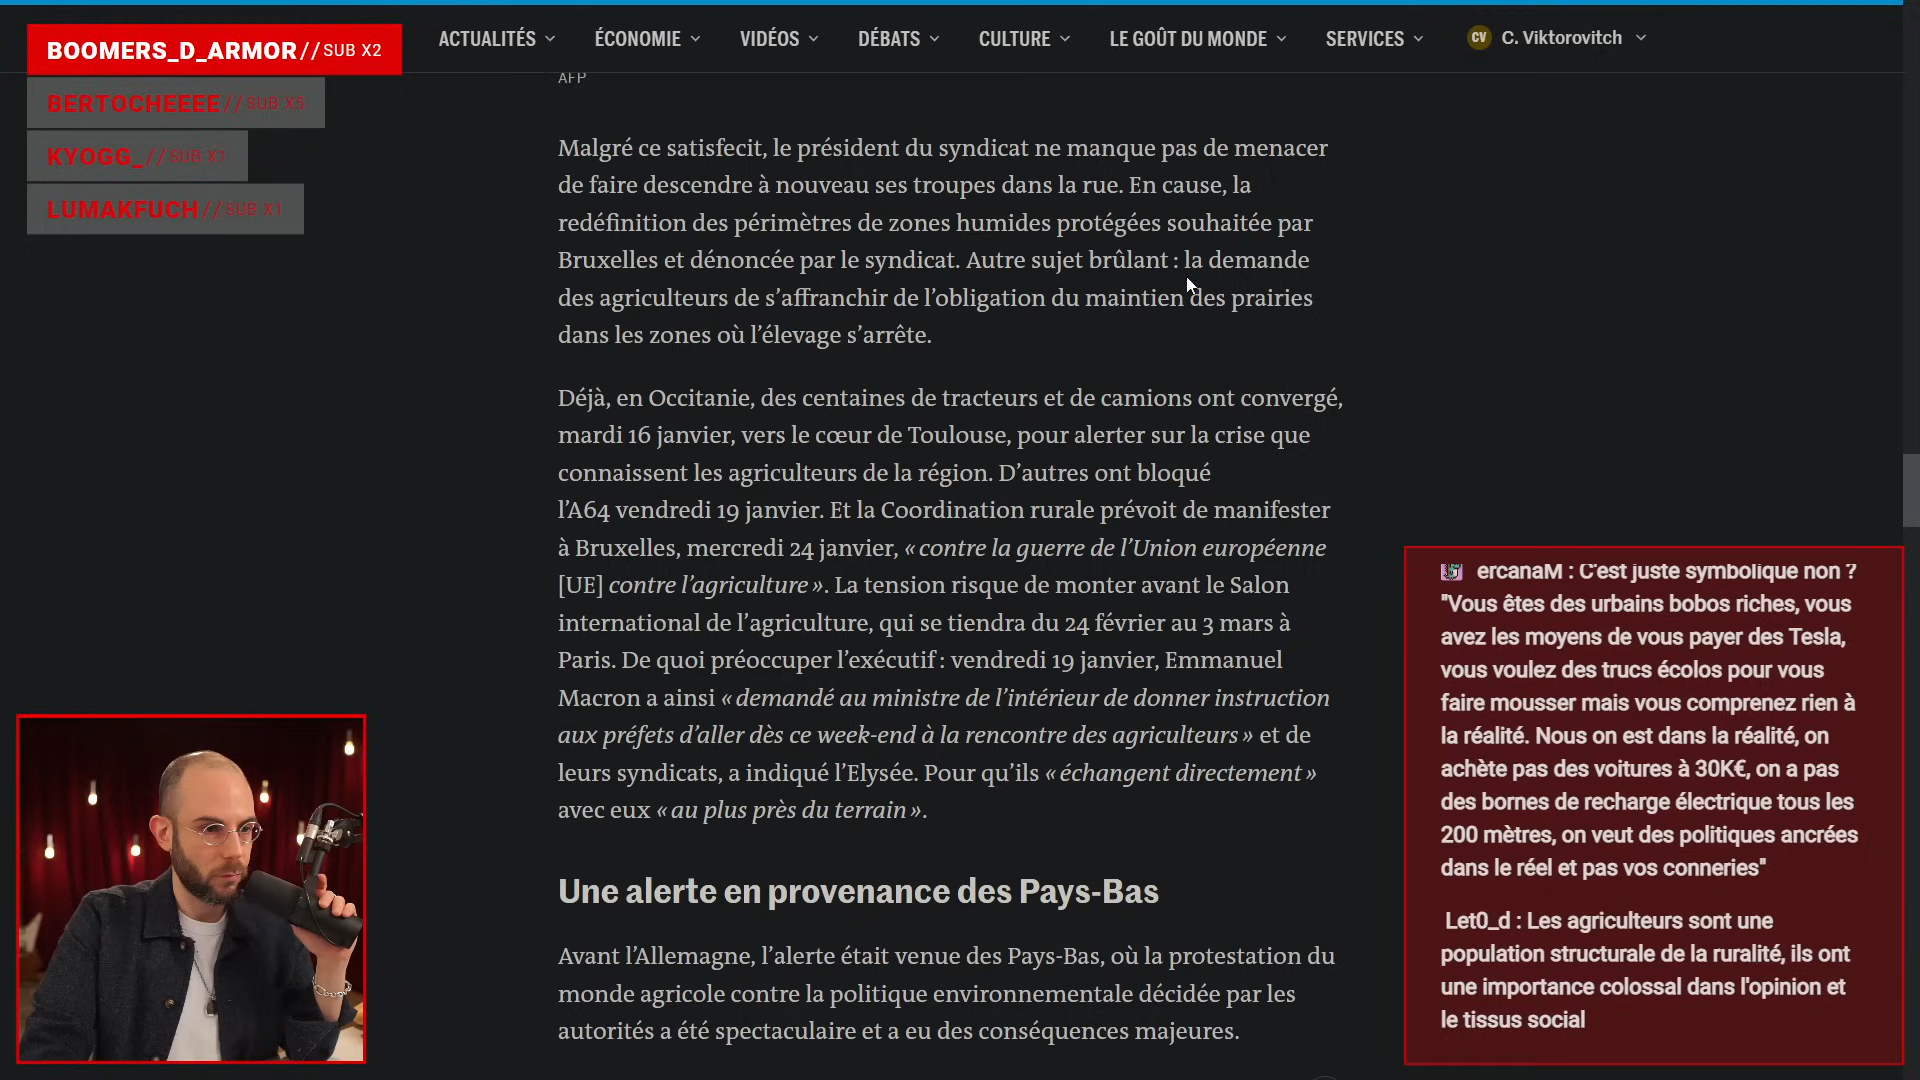 BOOMERS_D_ARMOR // SUB X2
BERTOCHEEEE // SUB X5
KYOGG_ // SUB X1
LUMAKFUCH // SUB X1
ACTUALITÉS
ÉCONOMIE
VIDÉOS
DÉBATS
CULTURE
LE GOÛT DU MONDE
SERVICES
CV C. Viktorovitch
AFP
Malgré ce satisfecit, le président du syndicat ne manque pas de menacer
de faire descendre à nouveau ses troupes dans la rue. En cause, la
redéfinition des périmètres de zones humides protégées souhaitée par
Bruxelles et dénoncée par le syndicat. Autre sujet brûlant : la demande
des agriculteurs de s’affranchir de l’obligation du maintien des prairies
dans les zones où l’élevage s’arrête.
Déjà, en Occitanie, des centaines de tracteurs et de camions ont convergé,
mardi 16 janvier, vers le cœur de Toulouse, pour alerter sur la crise que
connaissent les agriculteurs de la région. D’autres ont bloqué
l’A64 vendredi 19 janvier. Et la Coordination rurale prévoit de manifester
à Bruxelles, mercredi 24 janvier, « contre la guerre de l’Union européenne
[UE] contre l’agriculture ». La tension risque de monter avant le Salon
international de l’agriculture, qui se tiendra du 24 février au 3 mars à
Paris. De quoi préoccuper l’exécutif : vendredi 19 janvier, Emmanuel
Macron a ainsi « demandé au ministre de l’intérieur de donner instruction
aux préfets d’aller dès ce week-end à la rencontre des agriculteurs » et de
leurs syndicats, a indiqué l’Elysée. Pour qu’ils « échangent directement »
avec eux « au plus près du terrain ».
Une alerte en provenance des Pays-Bas
Avant l’Allemagne, l’alerte était venue des Pays-Bas, où la protestation du
monde agricole contre la politique environnementale décidée par les
autorités a été spectaculaire et a eu des conséquences majeures.
ercanaM : C'est juste symbolique non ?
"Vous êtes des urbains bobos riches, vous
avez les moyens de vous payer des Tesla,
vous voulez des trucs écolos pour vous
faire mousser mais vous comprenez rien à
la réalité. Nous on est dans la réalité, on
achète pas des voitures à 30K€, on a pas
des bornes de recharge électrique tous les
200 mètres, on veut des politiques ancrées
dans le réel et pas vos conneries"
Let0_d : Les agriculteurs sont une
population structurale de la ruralité, ils ont
une importance colossal dans l'opinion et
le tissus social